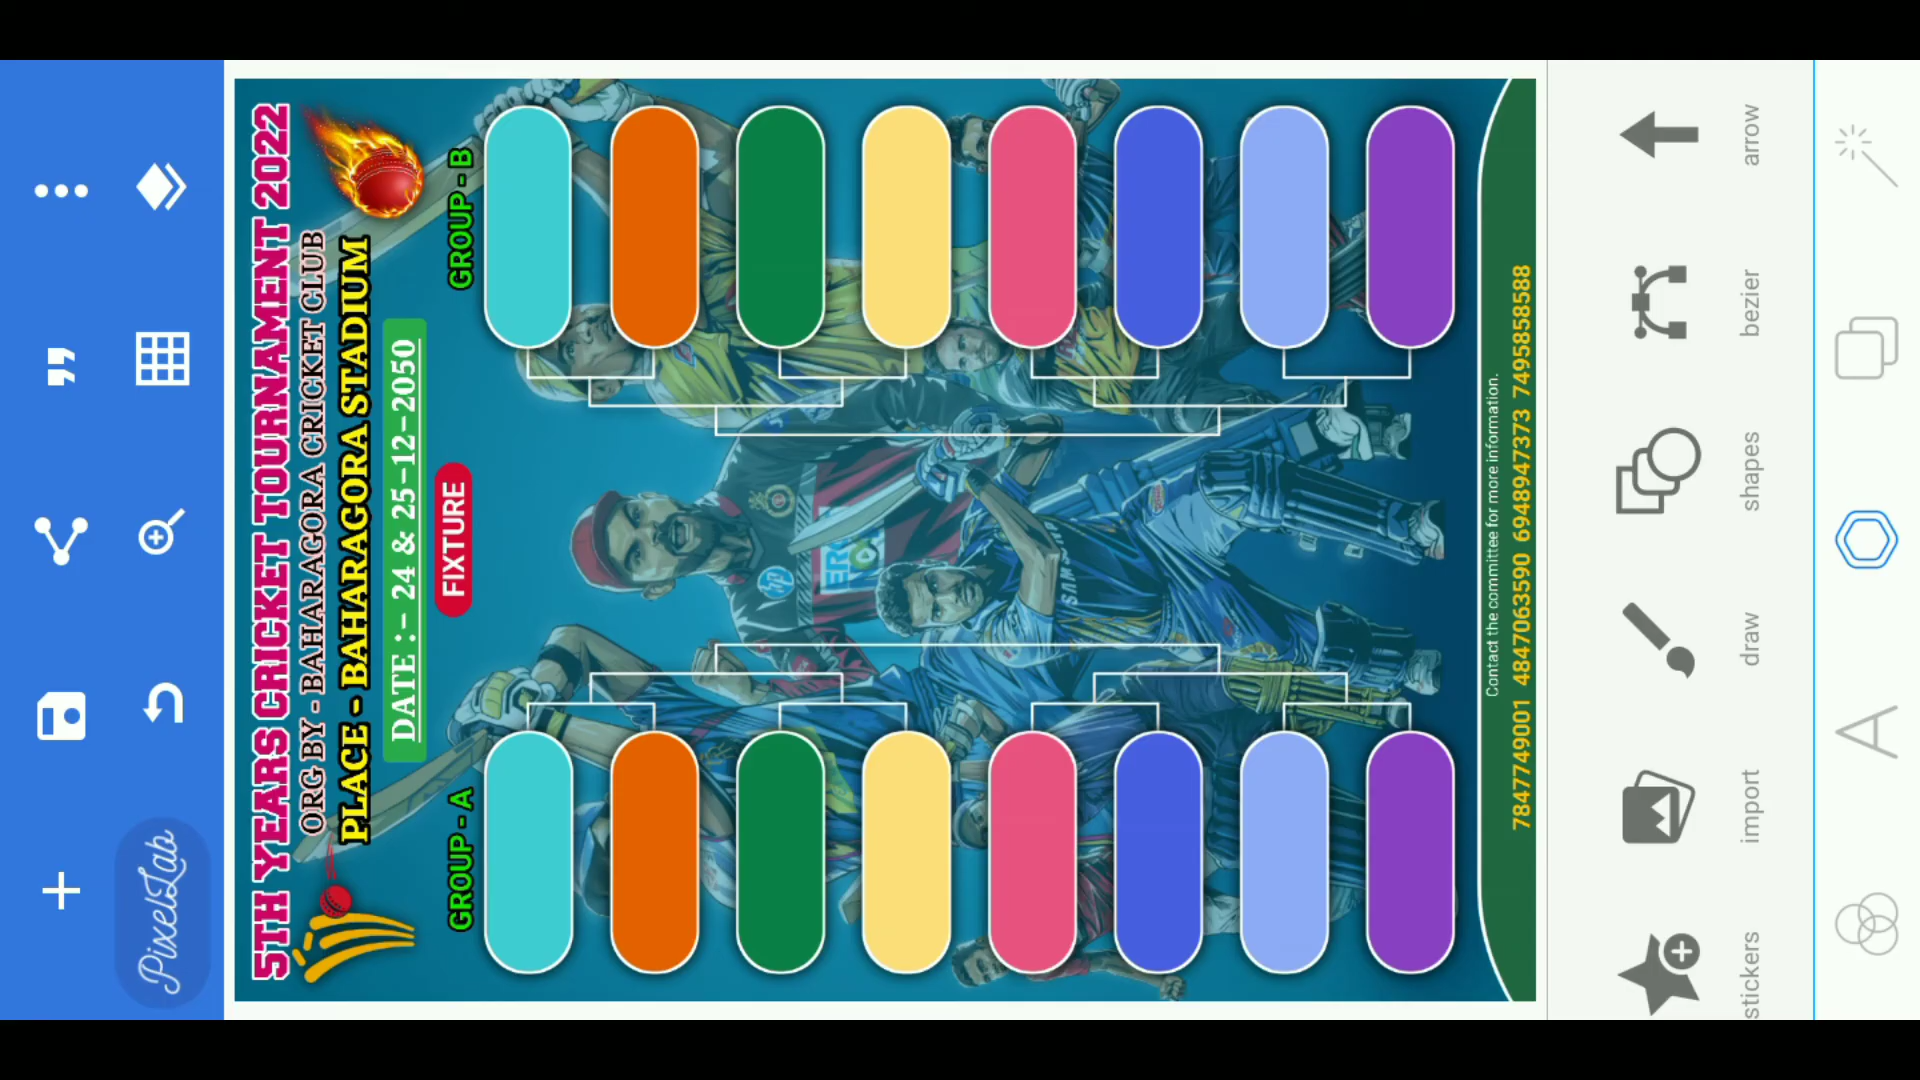 PixelLab
5TH YEARS CRICKET TOURNAMENT 2022
ORG BY - BAHARAGORA CRICKET CLUB
PLACE - BAHARAGORA STADIUM
DATE :- 24 & 25-12-2050
FIXTURE
GROUP - A
GROUP - B
hp
SAMSUNG
Contact the committee for more information.
7847749001 4847063590 6948947373 7495858588
stickers
import
draw
shapes
bezier
arrow